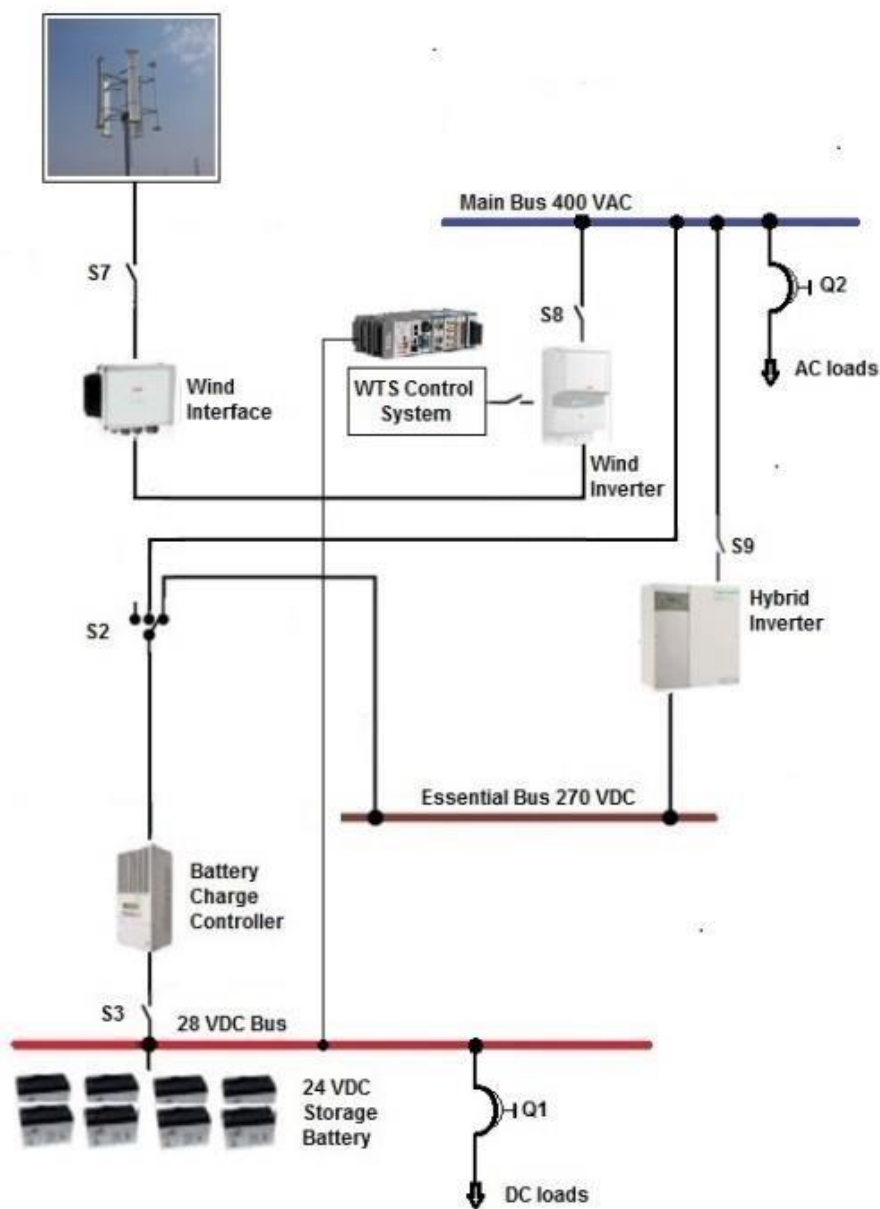 Main Bus 400 VAC
S7
Q2
S8
Wind
Interface
WTS Control
System
AC loads
Wind
Inverter
S9
Hybrid
Inverter
S2
Essential Bus 270 VDC
Battery
Charge
Controller
S3
28 VDC Bus
24 VDC
Storage
Battery
Q1
DC loads